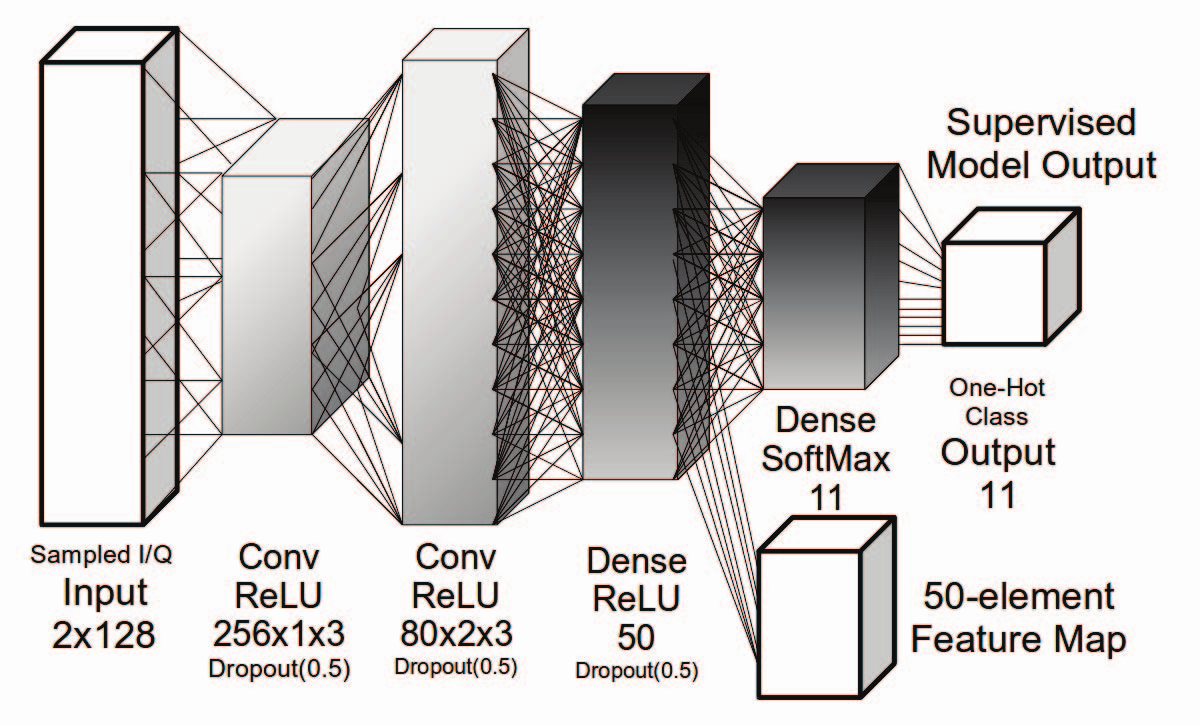 Sampled I/Q
Input
2x128
Conv
ReLU
256x1x3
Dropout(0.5)
Conv
ReLU
80x2x3
Dropout(0.5)
Dense
ReLU
50
Dropout(0.5)
Dense
SoftMax
11
Supervised
Model Output
One-Hot
Class
Output
11
50-element
Feature Map